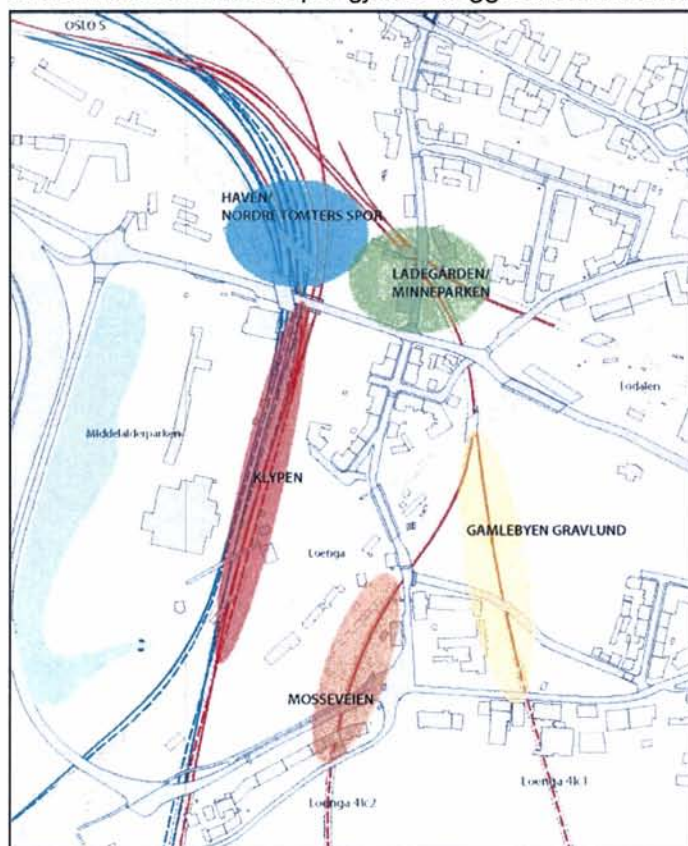 OSLO S
HAVEN/
NORDRE TOMTERS SPOR
LADEGÅRDEN/
MINNEPARKEN
Lodalen
Middelalderparken
KLYPEN
GAMLEBYEN GRAVLUND
Loenga
MOSSEVEIEN
Loenga 4k2
Loenga 4k1